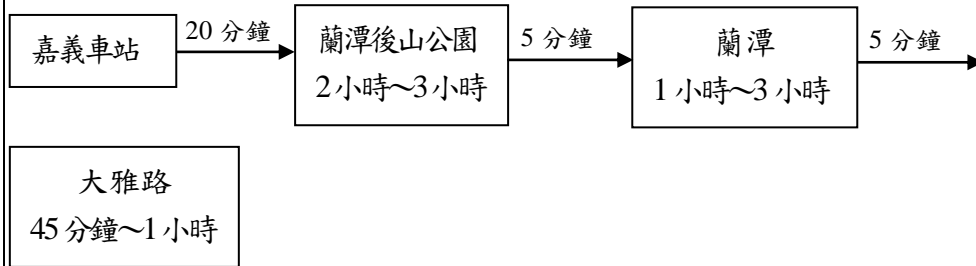 嘉義車站
20 分鐘
蘭潭後山公園
2小時～3小時
5 分鐘
蘭潭
1小時～3小時
5 分鐘
大雅路
45分鐘～1小時